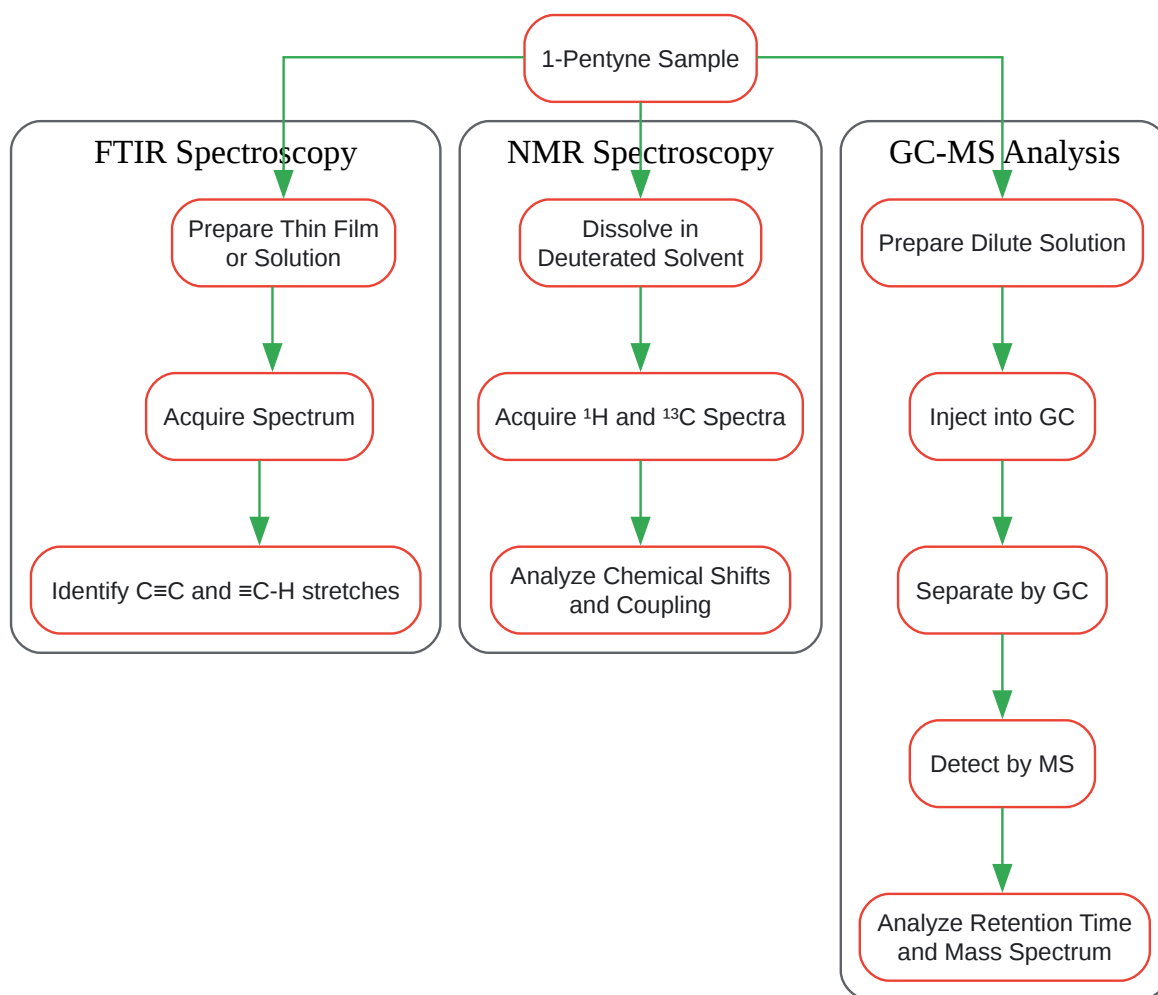 1-Pentyne Sample
FTIR Spectroscopy
Prepare Thin Film
or Solution
Acquire Spectrum
Identify C≡C and ≡C-H stretches
NMR Spectroscopy
Dissolve in
Deuterated Solvent
Acquire ¹H and ¹³C Spectra
Analyze Chemical Shifts
and Coupling
GC-MS Analysis
Prepare Dilute Solution
Inject into GC
Separate by GC
Detect by MS
Analyze Retention Time
and Mass Spectrum